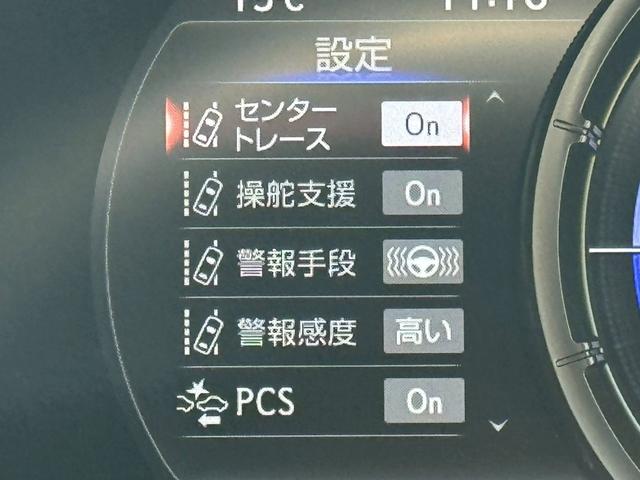 設定
センター
トレース On
操舵支援 On
警報手段
警報感度 高い
PCS On